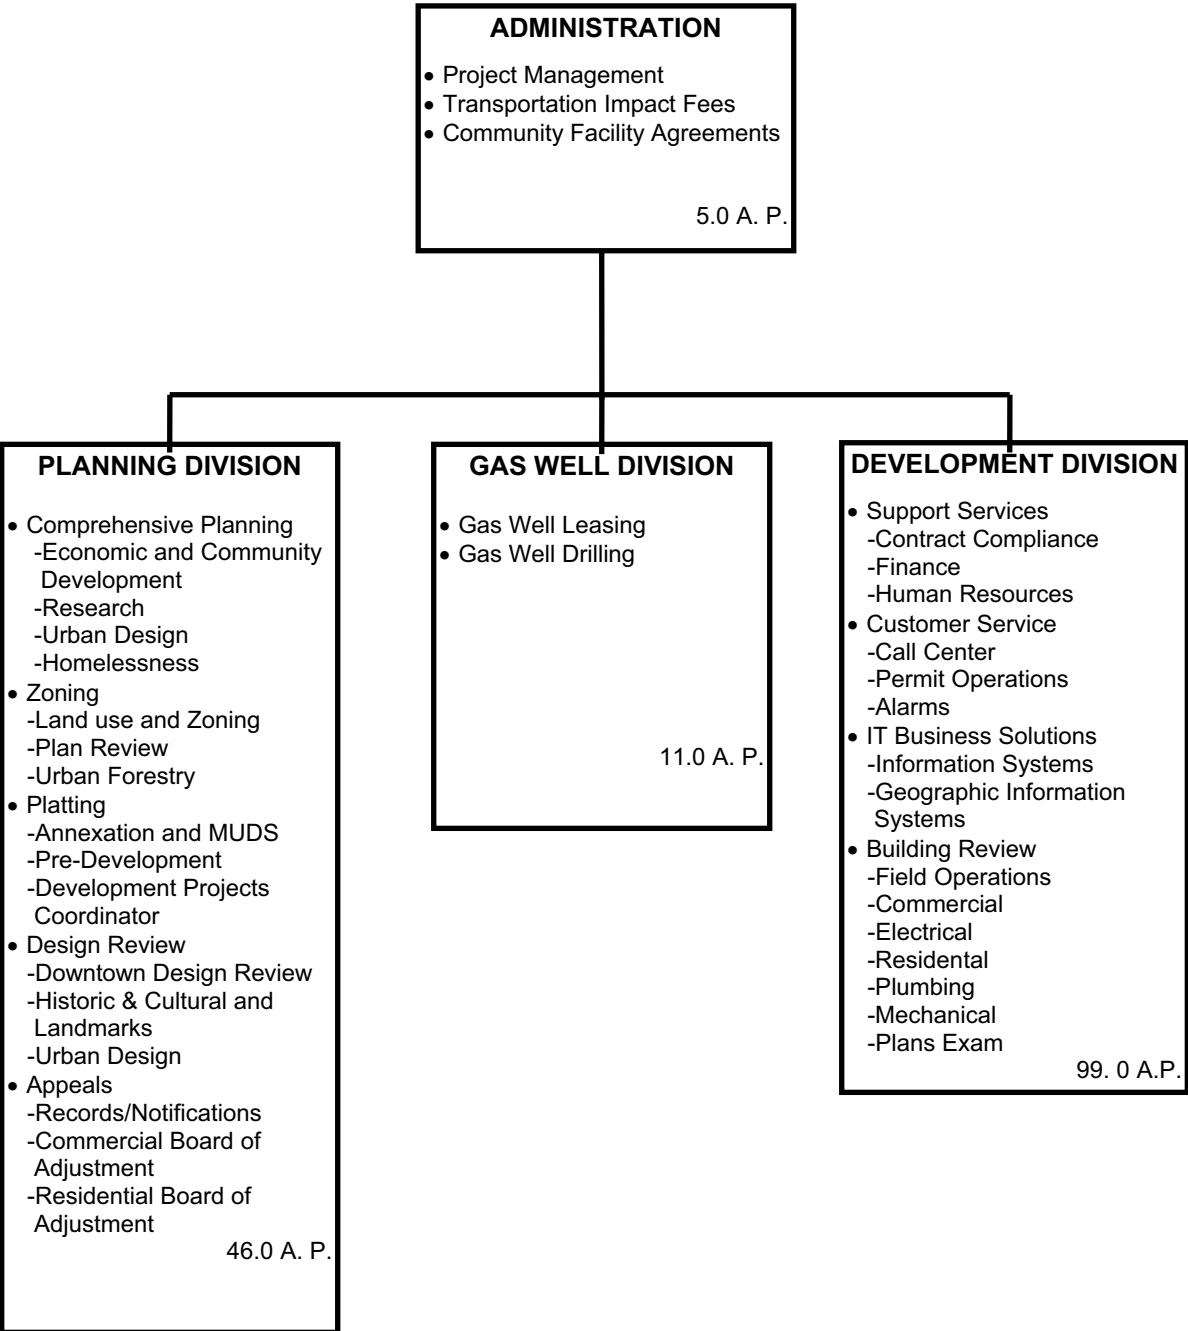 ADMINISTRATION
• Project Management
• Transportation Impact Fees
• Community Facility Agreements
5.0 A. P.
PLANNING DIVISION
• Comprehensive Planning
-Economic and Community
Development
-Research
-Urban Design
-Homelessness
• Zoning
-Land use and Zoning
-Plan Review
-Urban Forestry
• Platting
-Annexation and MUDS
-Pre-Development
-Development Projects
Coordinator
• Design Review
-Downtown Design Review
-Historic & Cultural and
Landmarks
-Urban Design
• Appeals
-Records/Notifications
-Commercial Board of
Adjustment
-Residential Board of
Adjustment
46.0 A. P.
GAS WELL DIVISION
• Gas Well Leasing
• Gas Well Drilling
11.0 A. P.
DEVELOPMENT DIVISION
• Support Services
-Contract Compliance
-Finance
-Human Resources
• Customer Service
-Call Center
-Permit Operations
-Alarms
• IT Business Solutions
-Information Systems
-Geographic Information
Systems
• Building Review
-Field Operations
-Commercial
-Electrical
-Residental
-Plumbing
-Mechanical
-Plans Exam
99. 0 A.P.